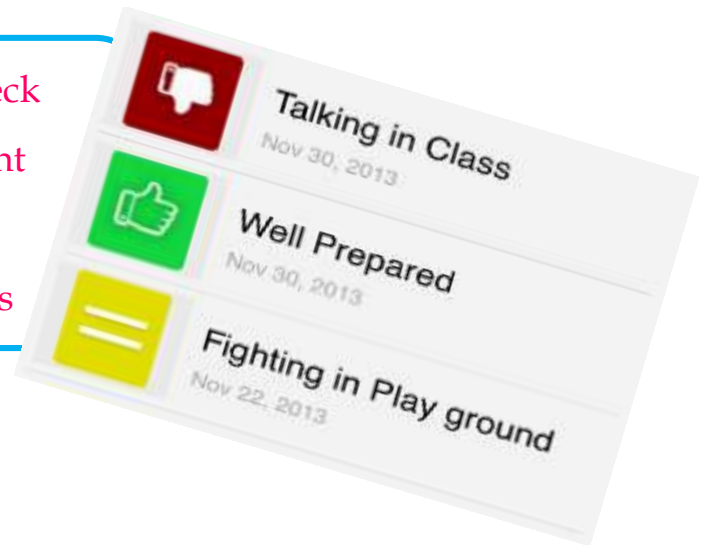 Talking in Class
Nov 30, 2013
Well Prepared
Nov 30, 2013
Fighting in Play ground
Nov 22, 2013